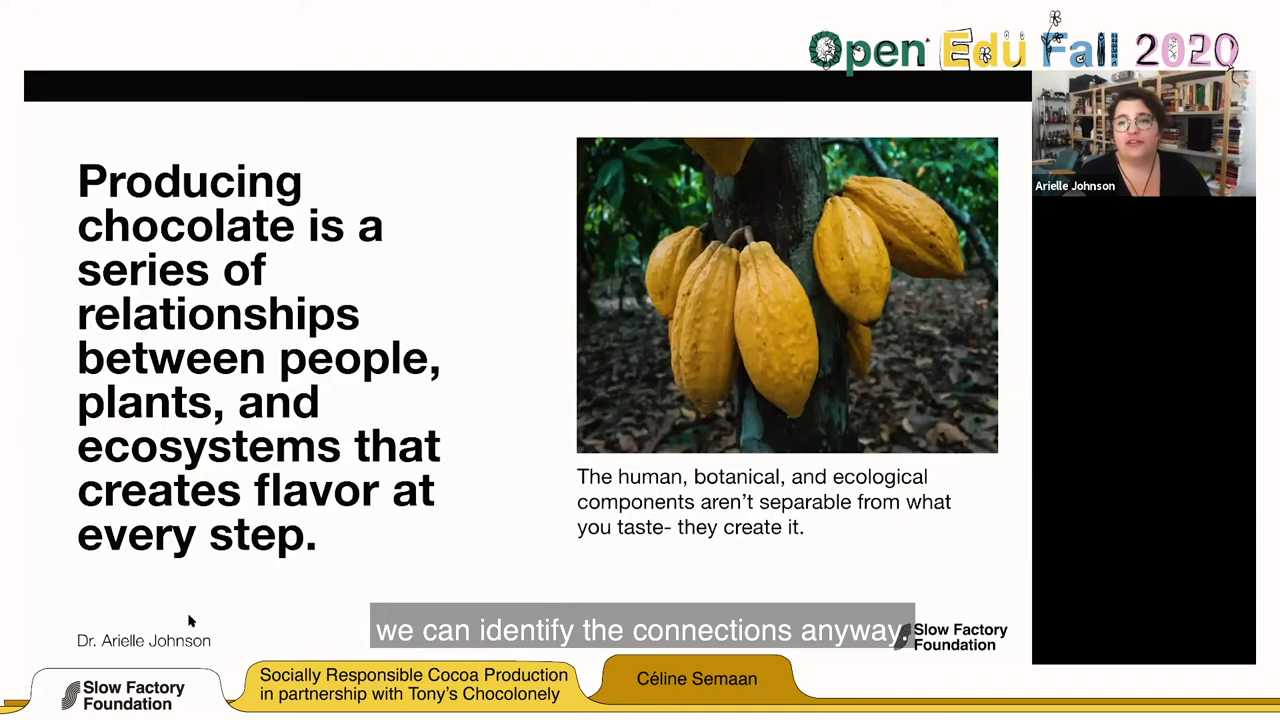 Open Edu Fall 2020
Arielle Johnson
Producing
chocolate is a
series of
relationships
between people,
plants, and
ecosystems that
creates flavor at
every step.
The human, botanical, and ecological
components aren't separable from what
you taste- they create it.
we can identify the connections anyway.
Dr. Arielle Johnson
Slow Factory
Foundation
Slow Factory
Foundation
Socially Responsible Cocoa Production
in partnership with Tony's Chocolonely
Céline Semaan